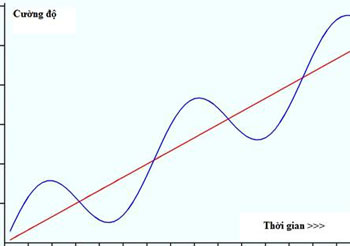 Cường độ
Thời gian >>>